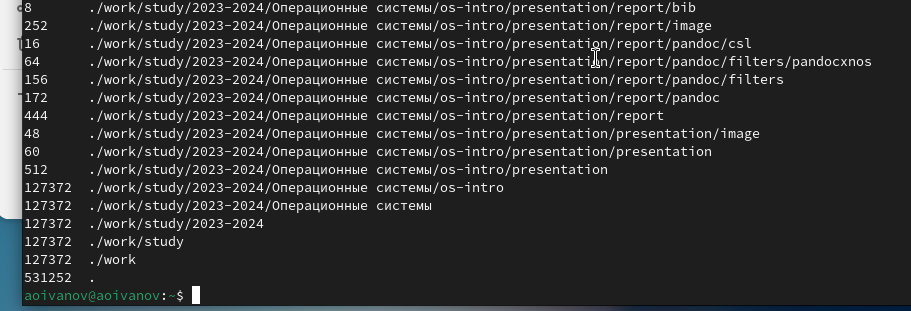 8 ./work/study/2023-2024/Операционные системы/os-intro/presentation/report/bib
252 ./work/study/2023-2024/Операционные системы/os-intro/presentation/report/image
16 ./work/study/2023-2024/Операционные системы/os-intro/presentation/report/pandoc/csl
64 ./work/study/2023-2024/Операционные системы/os-intro/presentation/report/pandoc/filters/pandocxnos
156 ./work/study/2023-2024/Операционные системы/os-intro/presentation/report/pandoc/filters
172 ./work/study/2023-2024/Операционные системы/os-intro/presentation/report/pandoc
444 ./work/study/2023-2024/Операционные системы/os-intro/presentation/report
48 ./work/study/2023-2024/Операционные системы/os-intro/presentation/presentation/image
60 ./work/study/2023-2024/Операционные системы/os-intro/presentation/presentation
512 ./work/study/2023-2024/Операционные системы/os-intro/presentation
127372 ./work/study/2023-2024/Операционные системы/os-intro
127372 ./work/study/2023-2024/Операционные системы
127372 ./work/study/2023-2024
127372 ./work/study
127372 ./work
531252 .
aoivanov@aoivanov:~$